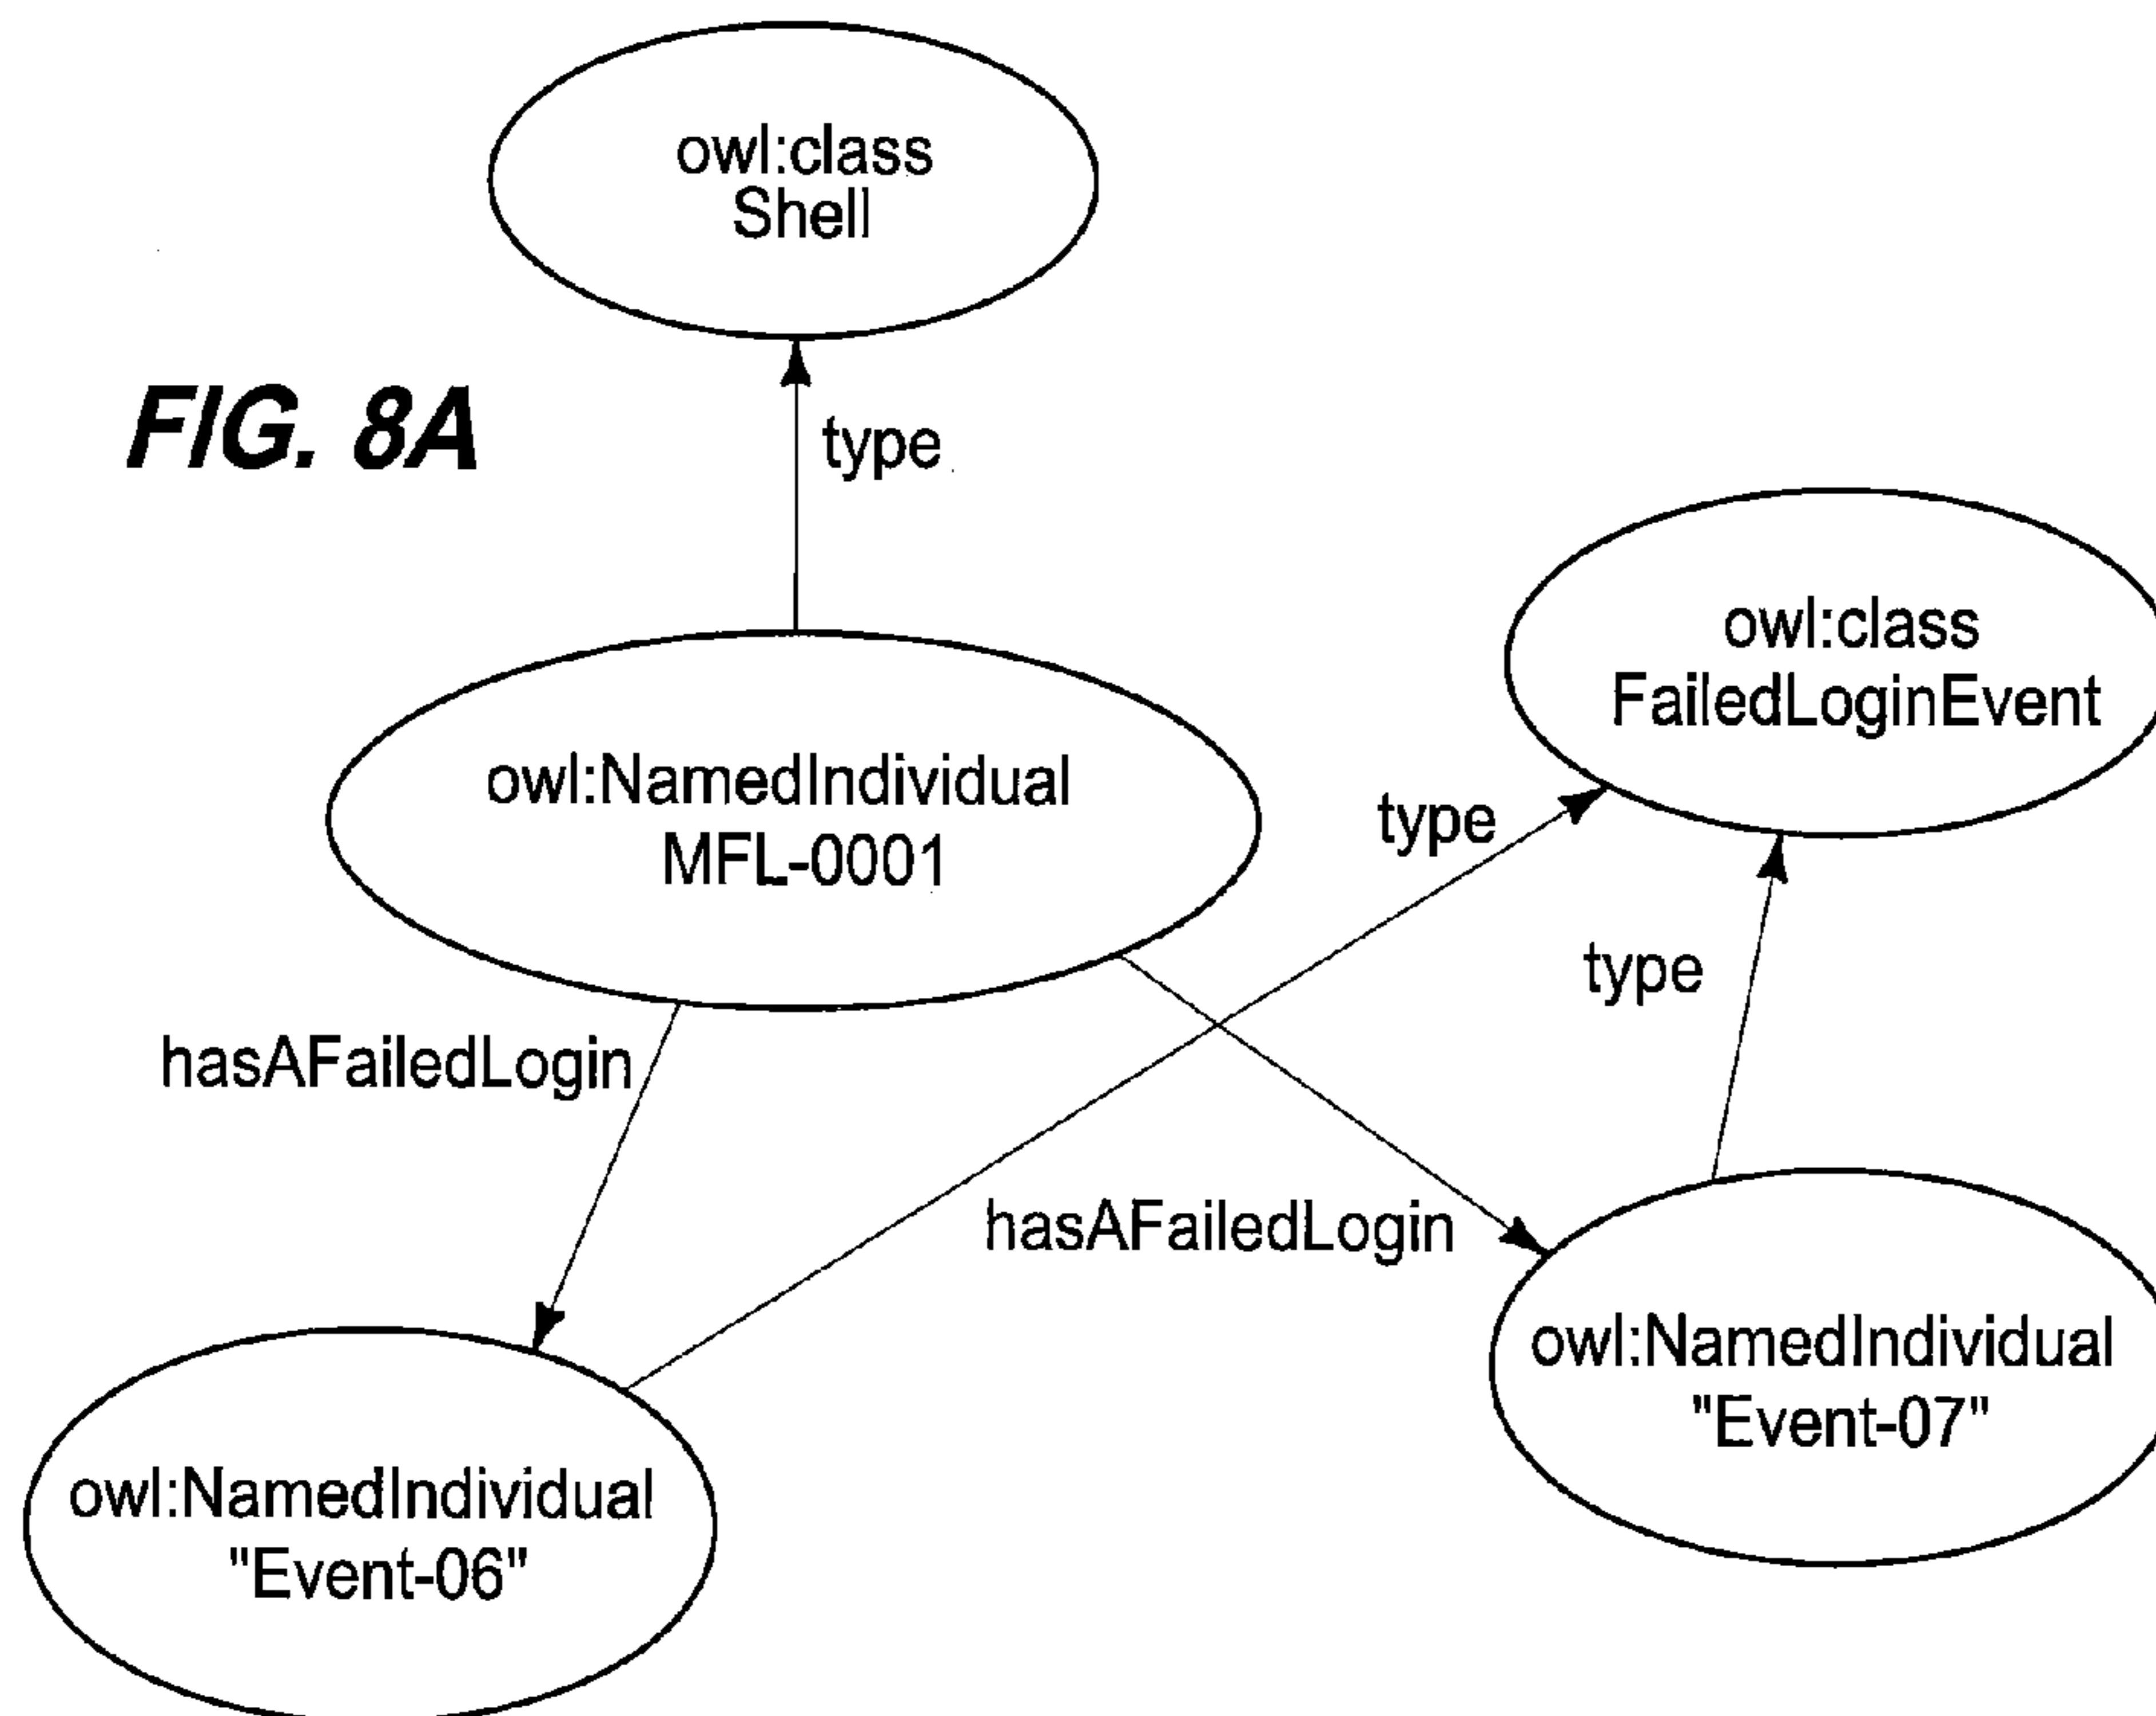 owl:class
Shell
FIG. 8A
type
owl:class
FailedLoginEvent
owl:NamedIndividual
MFL-0001
type
type
hasAFailedLogin
hasAFailedLogin
owl:NamedIndividual
"Event-07"
owl:NamedIndividual
"Event-06"